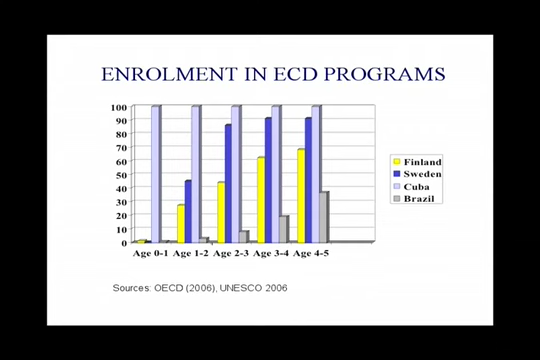 ENROLMENT IN ECD PROGRAMS
100
90
80
70
60
50
40
30
20
10
0
Age 0-1 Age 1-2 Age 2-3 Age 3-4 Age 4-5
Finland
Sweden
Cuba
Brazil
Sources: OECD (2006), UNESCO 2006